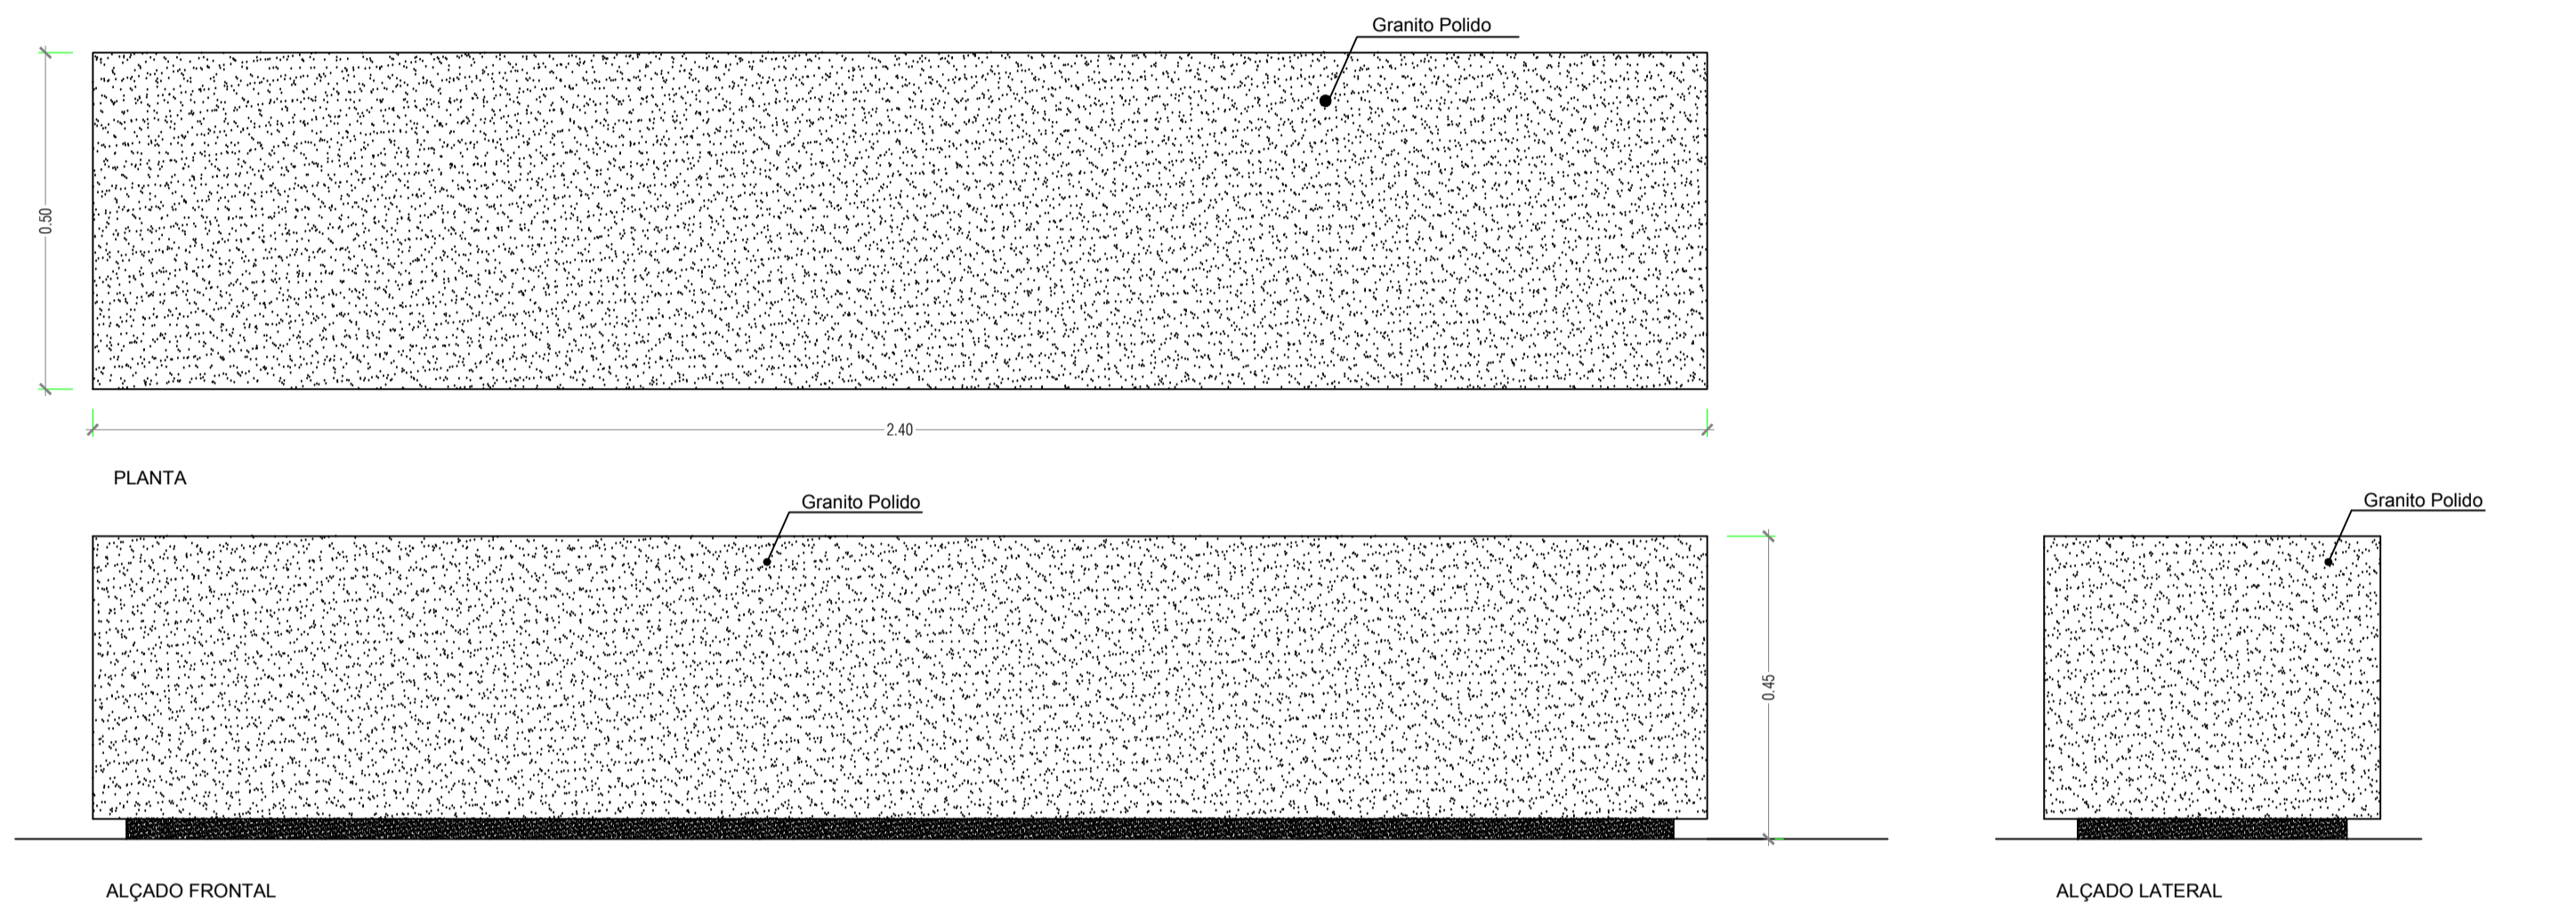 Granito Polido
0.50
2.40
PLANTA
Granito Polido
Granito Polido
0.45
ALÇADO FRONTAL
ALÇADO LATERAL